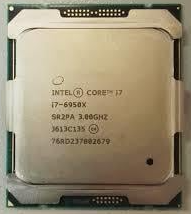 INTEL® CORE™ i7
i7-6950X
SR2PA 3.00GHZ
3613C135
76RD237802679